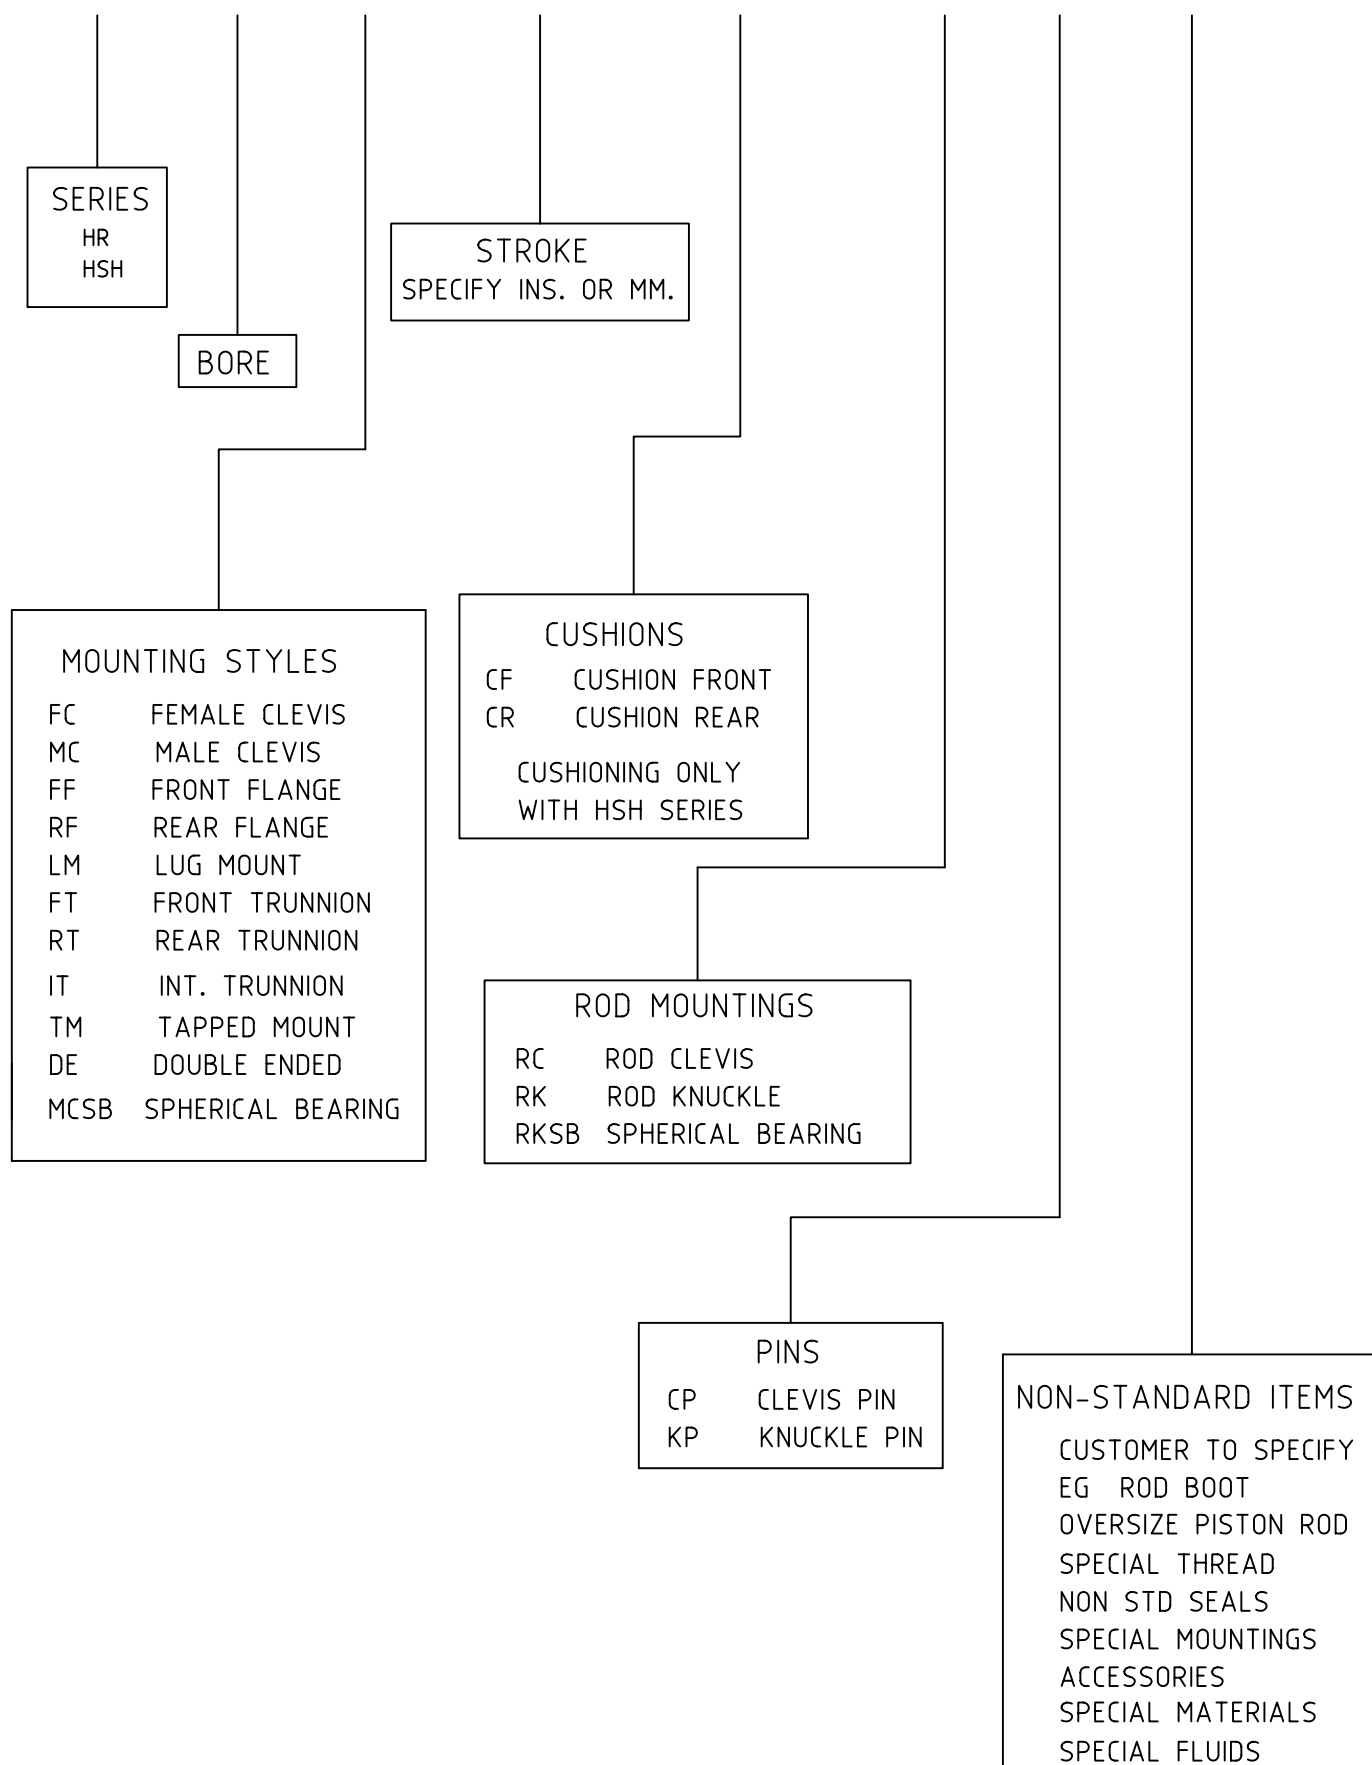 SERIES
HR
HSH
BORE
STROKE
SPECIFY INS. OR MM.
MOUNTING STYLES
FC FEMALE CLEVIS
MC MALE CLEVIS
FF FRONT FLANGE
RF REAR FLANGE
LM LUG MOUNT
FT FRONT TRUNNION
RT REAR TRUNNION
IT INT. TRUNNION
TM TAPPED MOUNT
DE DOUBLE ENDED
MCSB SPHERICAL BEARING
CUSHIONS
CF CUSHION FRONT
CR CUSHION REAR
CUSHIONING ONLY
WITH HSH SERIES
ROD MOUNTINGS
RC ROD CLEVIS
RK ROD KNUCKLE
RKSB SPHERICAL BEARING
PINS
CP CLEVIS PIN
KP KNUCKLE PIN
NON-STANDARD ITEMS
CUSTOMER TO SPECIFY
EG ROD BOOT
OVERSIZE PISTON ROD
SPECIAL THREAD
NON STD SEALS
SPECIAL MOUNTINGS
ACCESSORIES
SPECIAL MATERIALS
SPECIAL FLUIDS